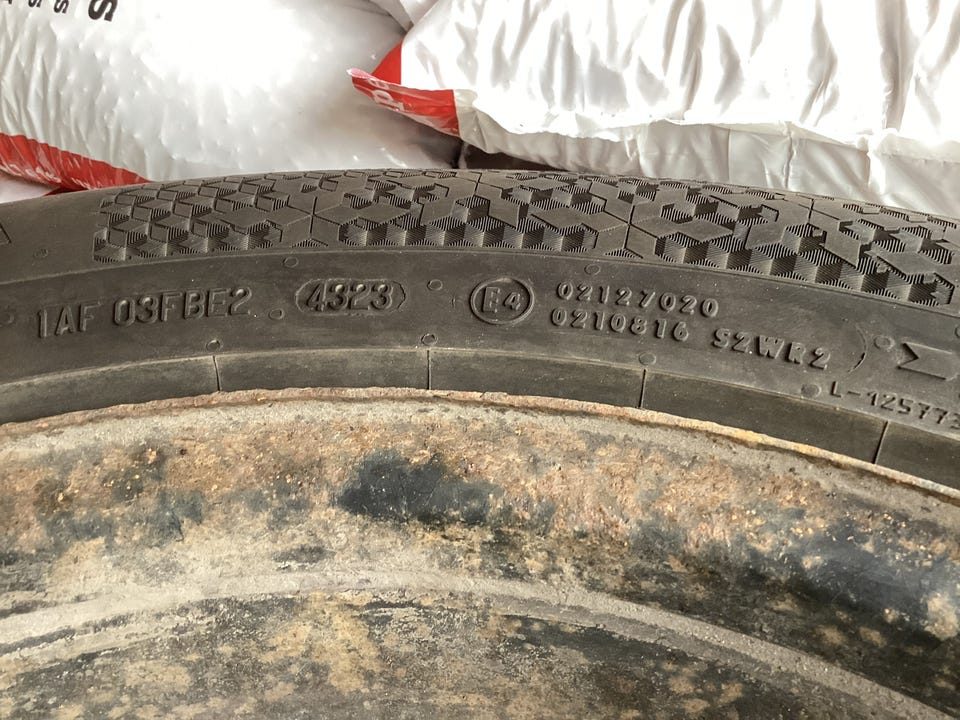 1AF 03FBE2 4323 E4 02127020
0210816 S2WR2
L-125773